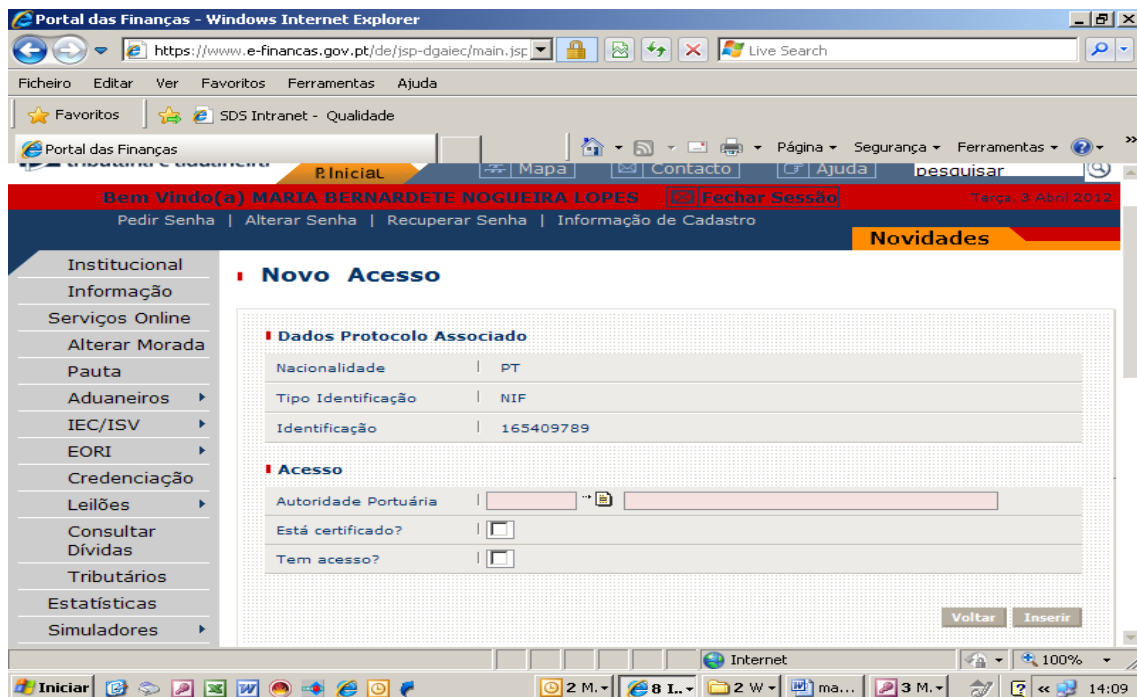 Portal das Finanças - Windows Internet Explorer
https://www.e-financas.gov.pt/de/jsp-dgaiec/main.jsp
Live Search
Ficheiro Editar Ver Favoritos Ferramentas Ajuda
Favoritos SDS Intranet - Qualidade
Portal das Finanças Página Segurança Ferramentas »
P.Inicial Mapa Contacto Ajuda pesquisar
Bem Vindo(a) MARIA BERNARDETE NOGUEIRA LOPES Fechar Sessão Terça, 3 Abril 2012
Pedir Senha | Alterar Senha | Recuperar Senha | Informação de Cadastro
Novidades
Institucional
Informação
Serviços Online
Alterar Morada
Pauta
Aduaneiros
IEC/ISV
EORI
Credenciação
Leilões
Consultar
Dívidas
Tributários
Estatísticas
Simuladores
Novo Acesso
Dados Protocolo Associado
Nacionalidade PT
Tipo Identificação NIF
Identificação 165409789
Acesso
Autoridade Portuária
Está certificado?
Tem acesso?
Voltar Inserir
Internet 100%
Iniciar 2 M. 8 I.. 2 W ma... 3 M. « 14:09